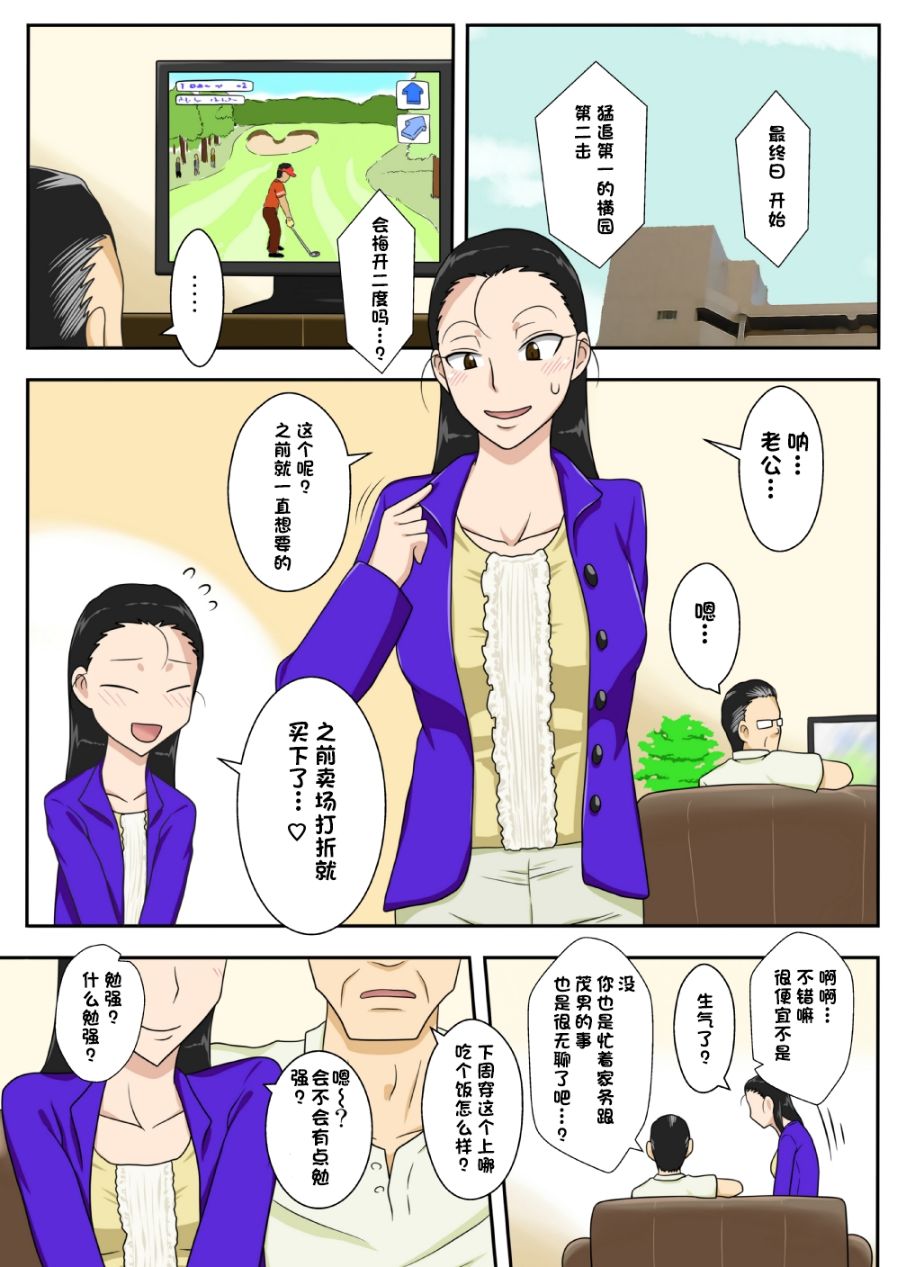 最终日 开始
猛追第一的横园
第二击
会梅开二度吗…?
……
呐…
老公…
嗯…
这个呢?
之前就一直想要的
之前卖场打折就
买下了…♡
啊啊…
不错嘛
很便宜不是
生气了?
没
你也是忙着家务跟
茂男的事
也是很无聊了吧…?
下周穿这个上哪
吃个饭怎么样?
嗯~?
会不会有点勉
强?
勉强?
什么勉强?